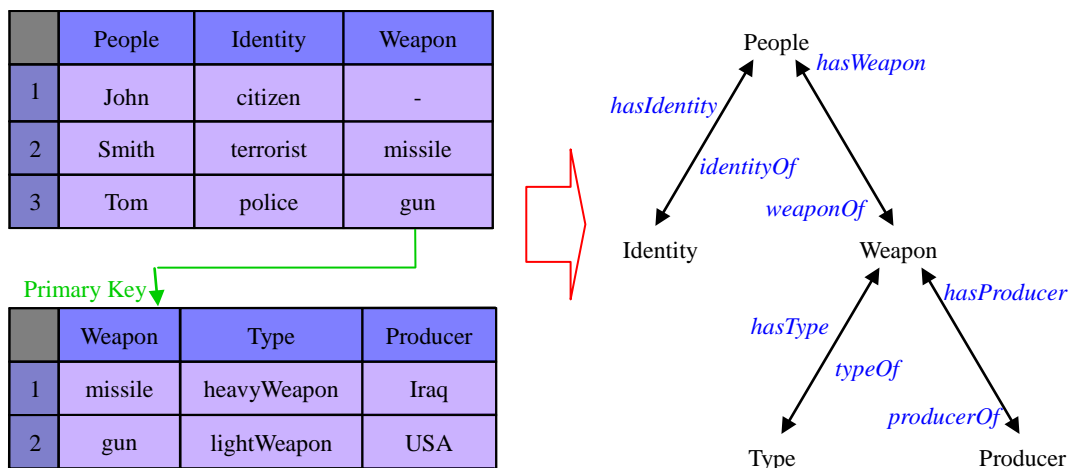 People Identity Weapon
1 John citizen -
2 Smith terrorist missile
3 Tom police gun
Primary Key
Weapon Type Producer
1 missile heavyWeapon Iraq
2 gun lightWeapon USA
People
hasWeapon
hasIdentity
identityOf
weaponOf
Identity
Weapon
hasProducer
hasType
typeOf
producerOf
Type
Producer